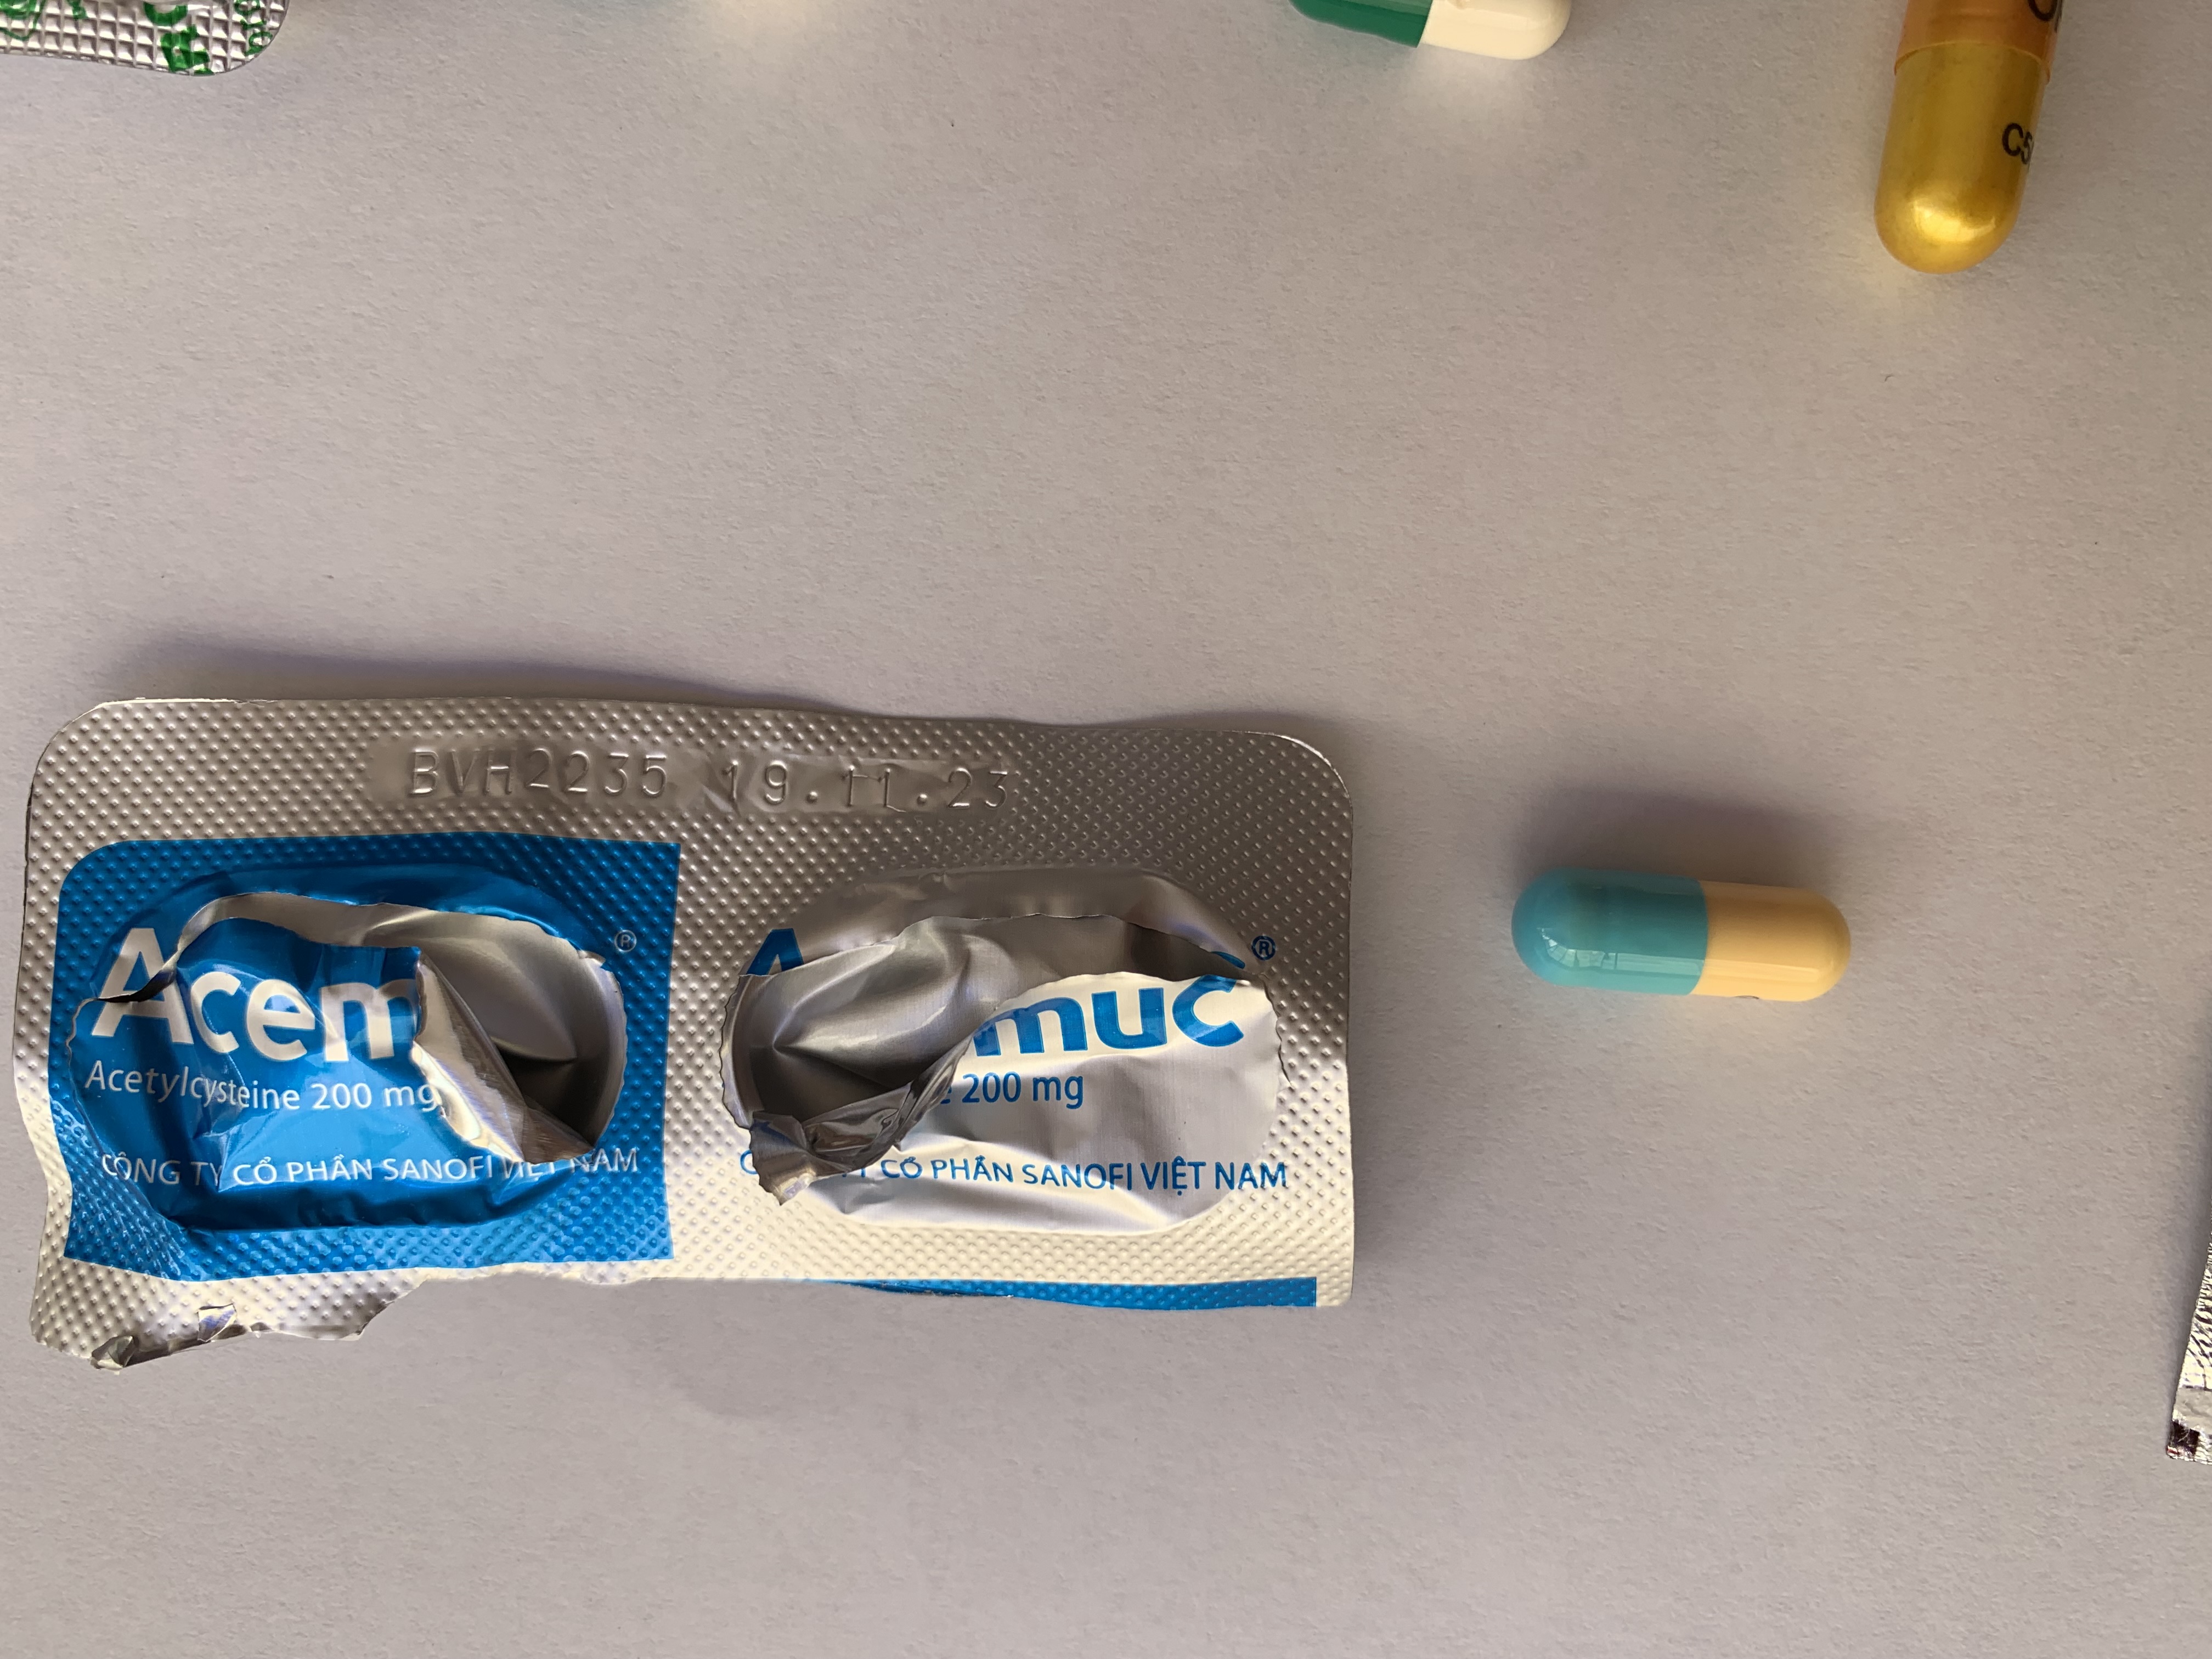 Acem
®
Acetylcysteine 200 mg
CÔNG TY CỔ PHẦN SANOFI VIỆT NAM
BVH2235 19.11.23
muc
®
200 mg
CỔ PHẦN SANOFI VIỆT NAM